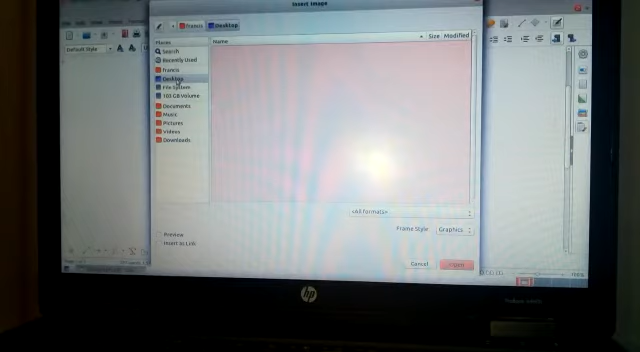 Insert Image
Francis Desktop
Default Style
Places
Name Size Modified
Search
Recently Used
Francis
Desktop
File System
103 GB Volume
Documents
Music
Pictures
Videos
Downloads
<All formats>
Frame Style Graphics
Preview
Insert as Link
Cancel Open
100%
hp